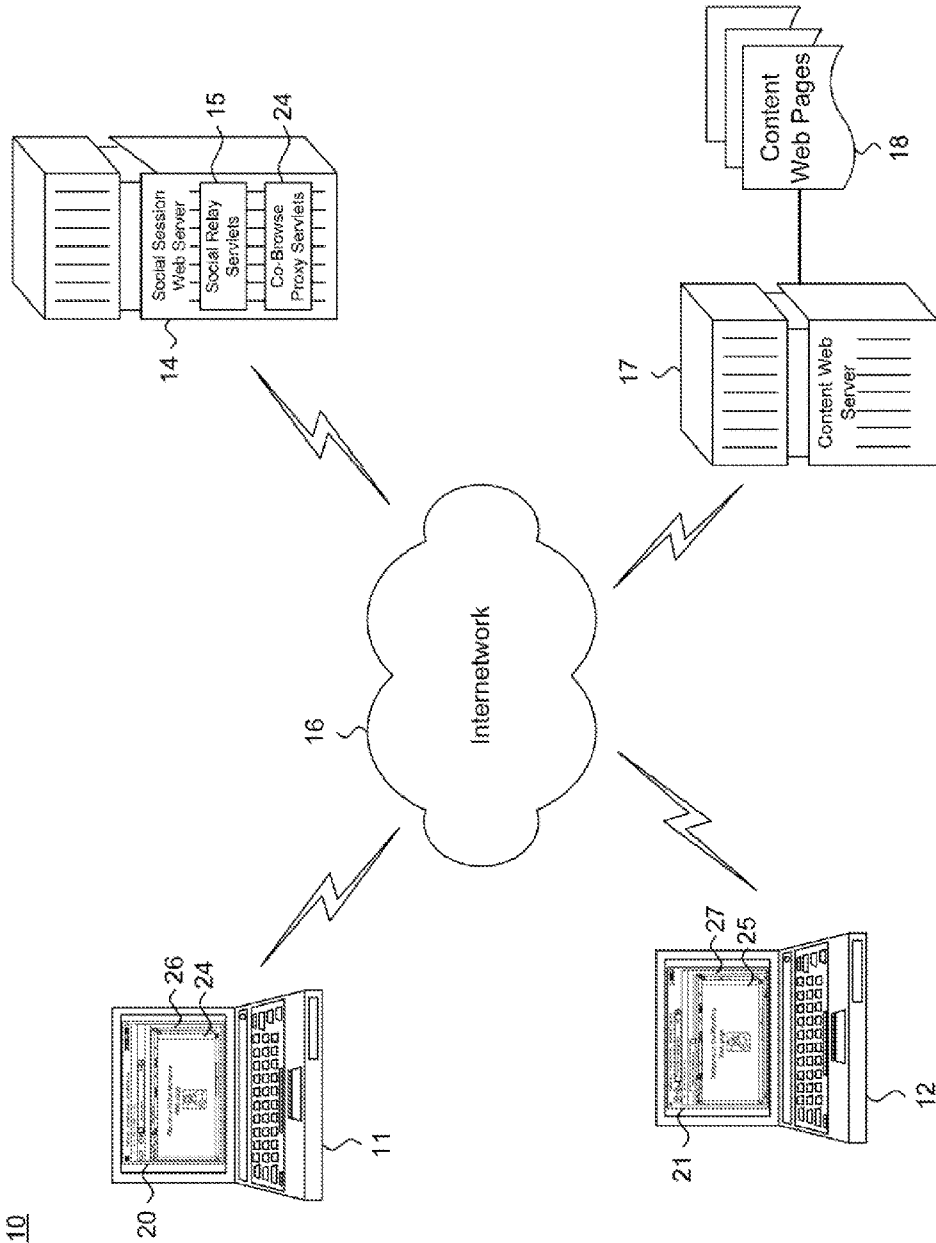 10
20
26
24
11
16
Internetwork
14
Social Session
Web Server
Social Relay
Servlets
15
Co-Browse
Proxy Servlets
24
21
27
25
12
17
Content Web
Server
Content
Web Pages
18